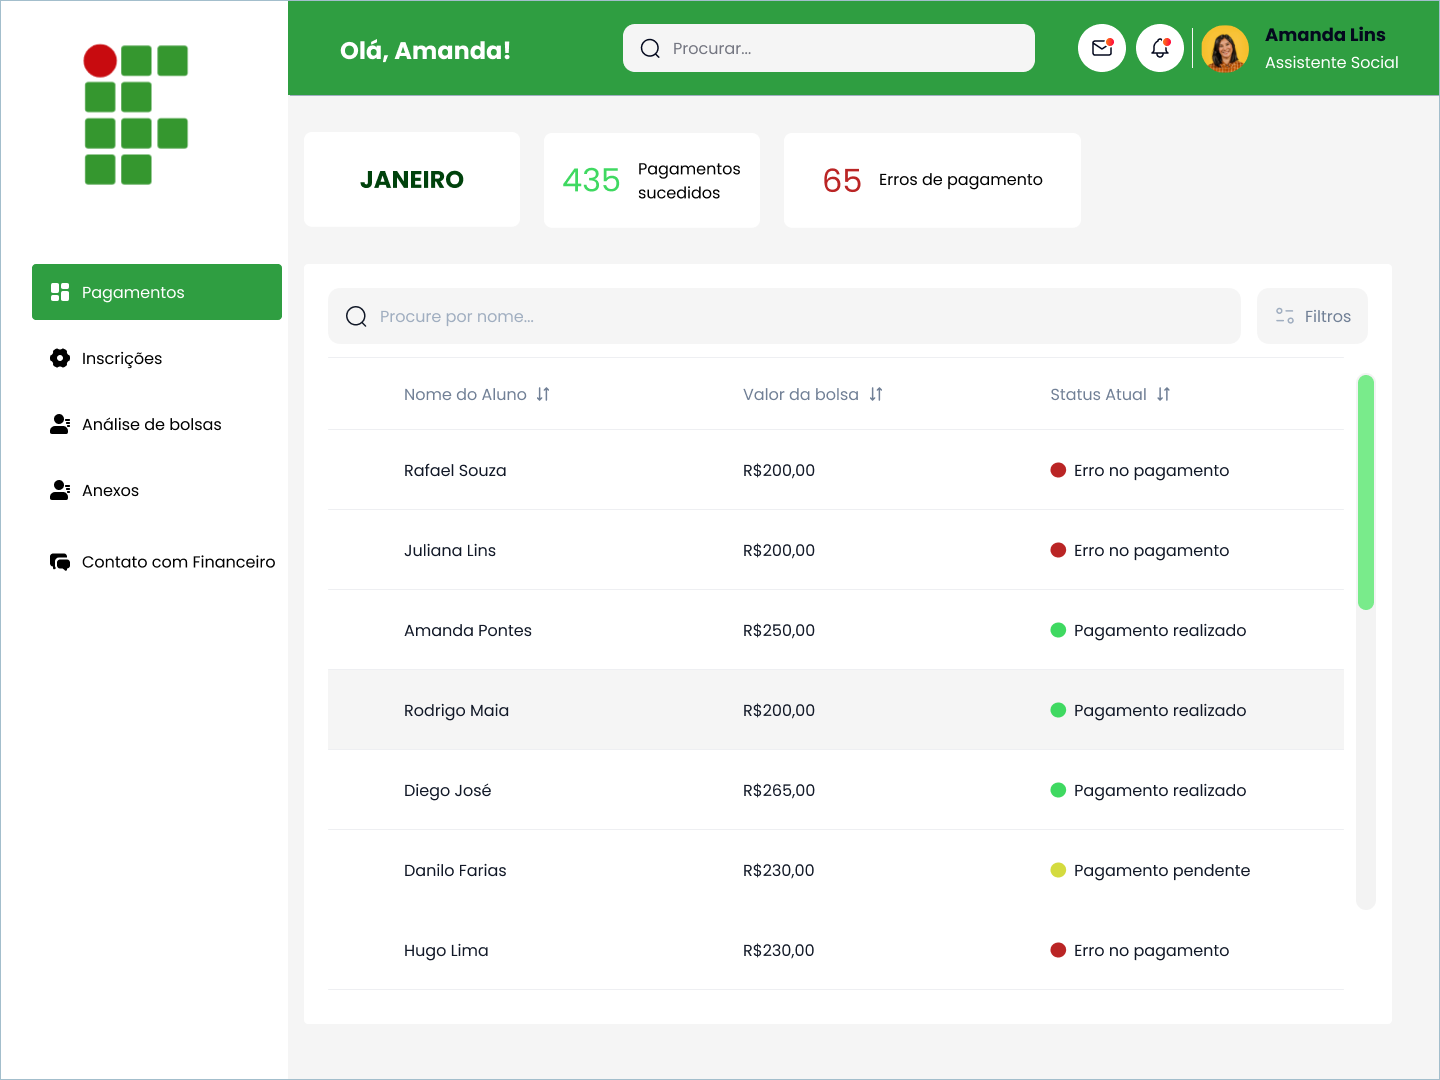 Olá, Amanda!
Procurar...
Amanda Lins
Assistente Social
JANEIRO
435
Pagamentos
sucedidos
65
Erros de pagamento
Pagamentos
Inscrições
Análise de bolsas
Anexos
Contato com Financeiro
Procure por nome...
Filtros
Nome do Aluno Valor da bolsa Status Atual
Rafael Souza R$200,00 Erro no pagamento
Juliana Lins R$200,00 Erro no pagamento
Amanda Pontes R$250,00 Pagamento realizado
Rodrigo Maia R$200,00 Pagamento realizado
Diego José R$265,00 Pagamento realizado
Danilo Farias R$230,00 Pagamento pendente
Hugo Lima R$230,00 Erro no pagamento